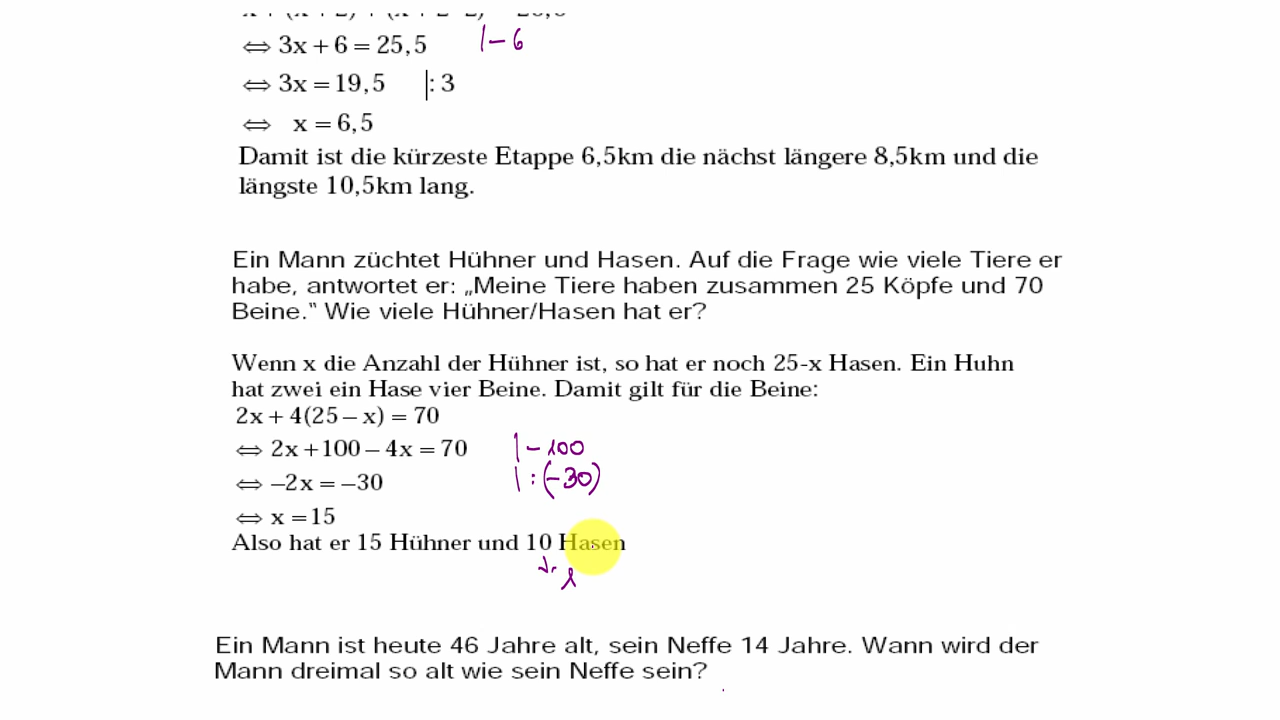 ⇔ 3x + 6 = 25,5 |-6
⇔ 3x = 19,5 |: 3
⇔ x = 6,5
Damit ist die kürzeste Etappe 6,5km die nächst längere 8,5km und die
längste 10,5km lang.
Ein Mann züchtet Hühner und Hasen. Auf die Frage wie viele Tiere er
habe, antwortet er: „Meine Tiere haben zusammen 25 Köpfe und 70
Beine.“ Wie viele Hühner/Hasen hat er?
Wenn x die Anzahl der Hühner ist, so hat er noch 25-x Hasen. Ein Huhn
hat zwei ein Hase vier Beine. Damit gilt für die Beine:
2x + 4(25 – x) = 70
⇔ 2x +100 – 4x = 70 |-100
⇔ –2x = –30 |:(-30)
⇔ x = 15
Also hat er 15 Hühner und 10 Hasen
Ein Mann ist heute 46 Jahre alt, sein Neffe 14 Jahre. Wann wird der
Mann dreimal so alt wie sein Neffe sein?